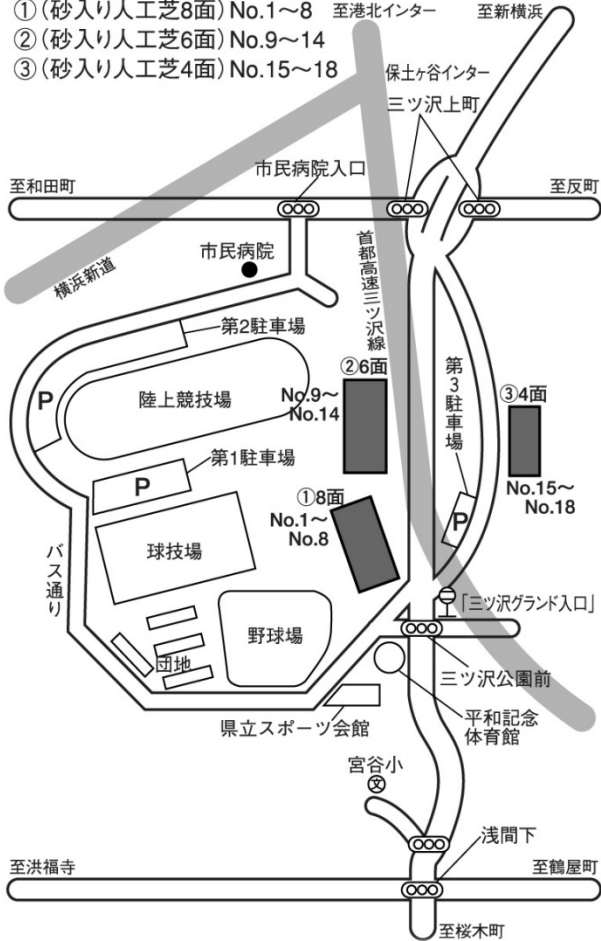 ①(砂入り人工芝8面)No.1〜8
②(砂入り人工芝6面)No.9〜14
③(砂入り人工芝4面)No.15〜18
至港北インター
至新横浜
保土ヶ谷インター
三ツ沢上町
市民病院入口
至和田町
至反町
市民病院
横浜新道
首都高速三ツ沢線
第2駐車場
②6面
No.9〜
No.14
第3駐車場
③4面
P
陸上競技場
第1駐車場
P
No.15〜
No.18
①8面
No.1〜
No.8
P
球技場
バス通り
「三ツ沢グランド入口」
野球場
団地
三ツ沢公園前
県立スポーツ会館
平和記念
体育館
宮谷小
文
浅間下
至洪福寺
至鶴屋町
至桜木町